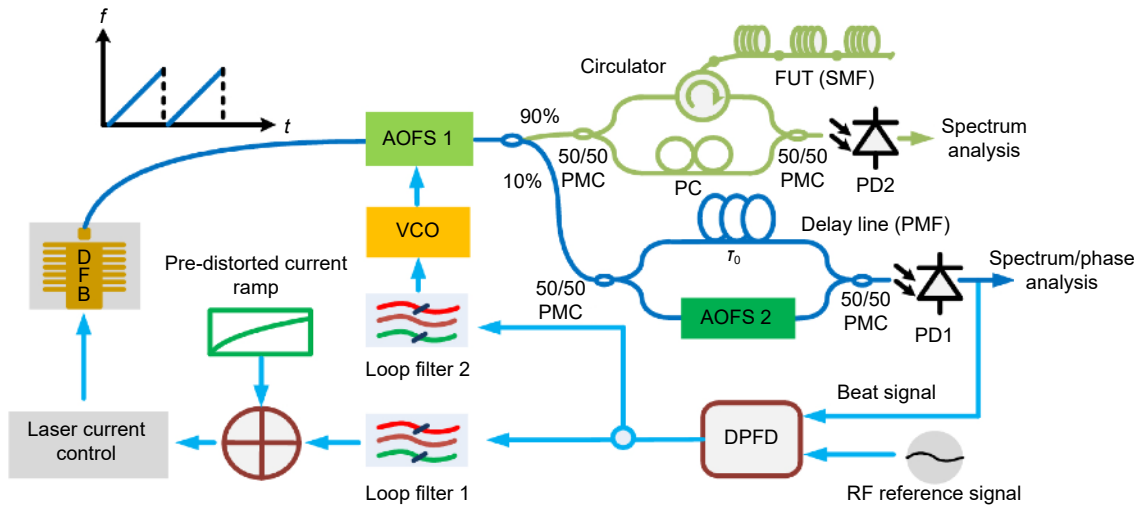 f
t
AOFS 1
90%
10%
Circulator
FUT (SMF)
50/50
PMC
PC
50/50
PMC
PD2
Spectrum
analysis
VCO
D
F
B
Pre-distorted current
ramp
Delay line (PMF)
τ0
50/50
PMC
AOFS 2
50/50
PMC
PD1
Spectrum/phase
analysis
Loop filter 2
Beat signal
Laser current
control
Loop filter 1
DPFD
RF reference signal